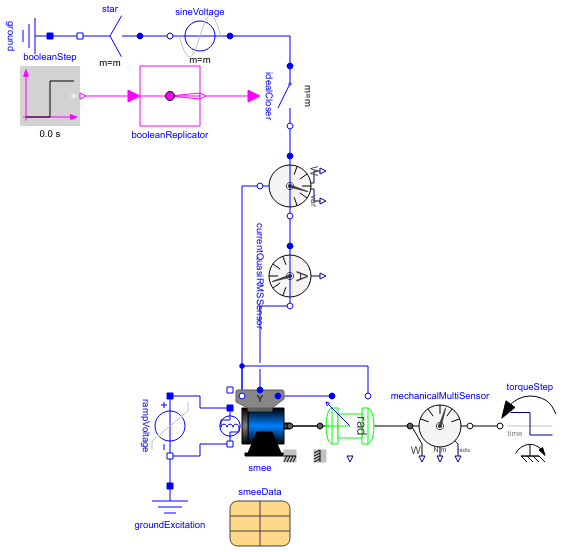 star
sineVoltage
ground
m=m
m=m
booleanStep
idealCloser
m=m
0.0 s
booleanReplicator
W
var
currentQuasiRMSSensor
A
Y
rampVoltage
+
rad
mechanicalMultiSensor
torqueStep
time
W
Nm
rad/s
smee
smeeData
groundExcitation